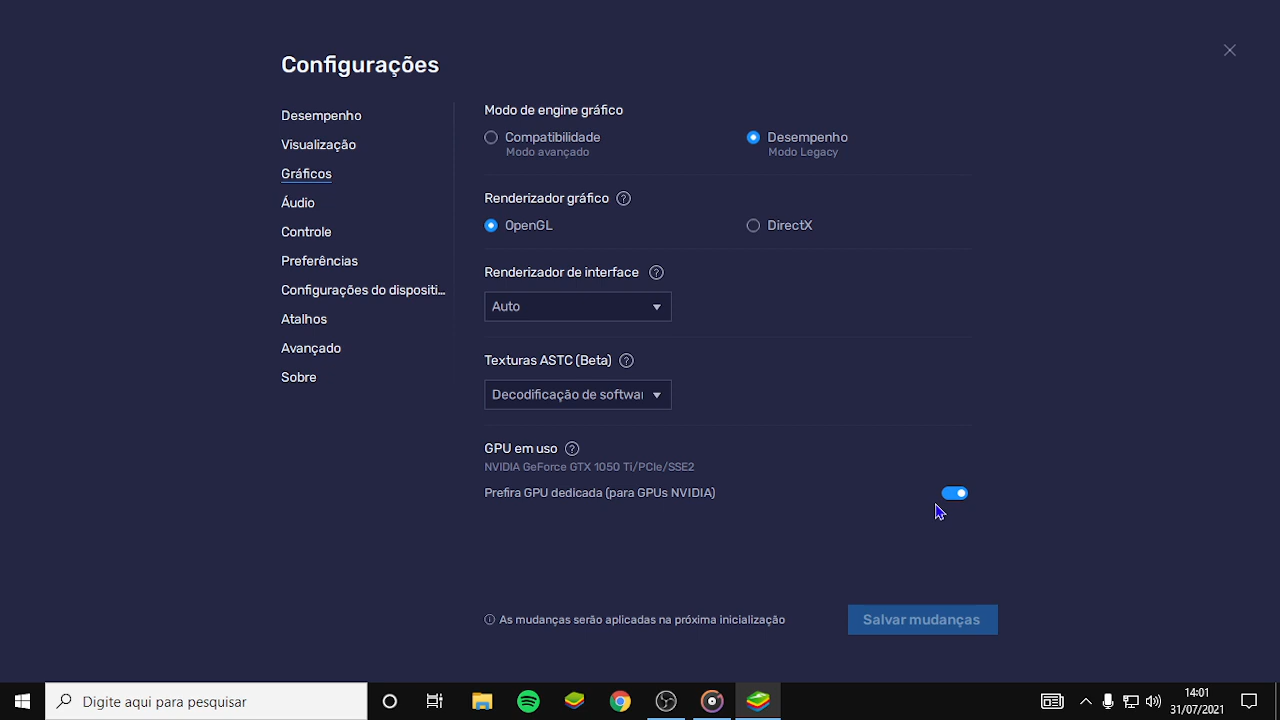 Configurações
Desempenho
Visualização
Gráficos
Áudio
Controle
Preferências
Configurações do dispositi...
Atalhos
Avançado
Sobre
Modo de engine gráfico
Compatibilidade
Modo avançado
Desempenho
Modo Legacy
Renderizador gráfico ?
OpenGL
DirectX
Renderizador de interface ?
Auto
Texturas ASTC (Beta) ?
Decodificação de softwar
GPU em uso ?
NVIDIA GeForce GTX 1050 Ti/PCIe/SSE2
Prefira GPU dedicada (para GPUs NVIDIA)
As mudanças serão aplicadas na próxima inicialização
Salvar mudanças
Digite aqui para pesquisar
14:01
31/07/2021